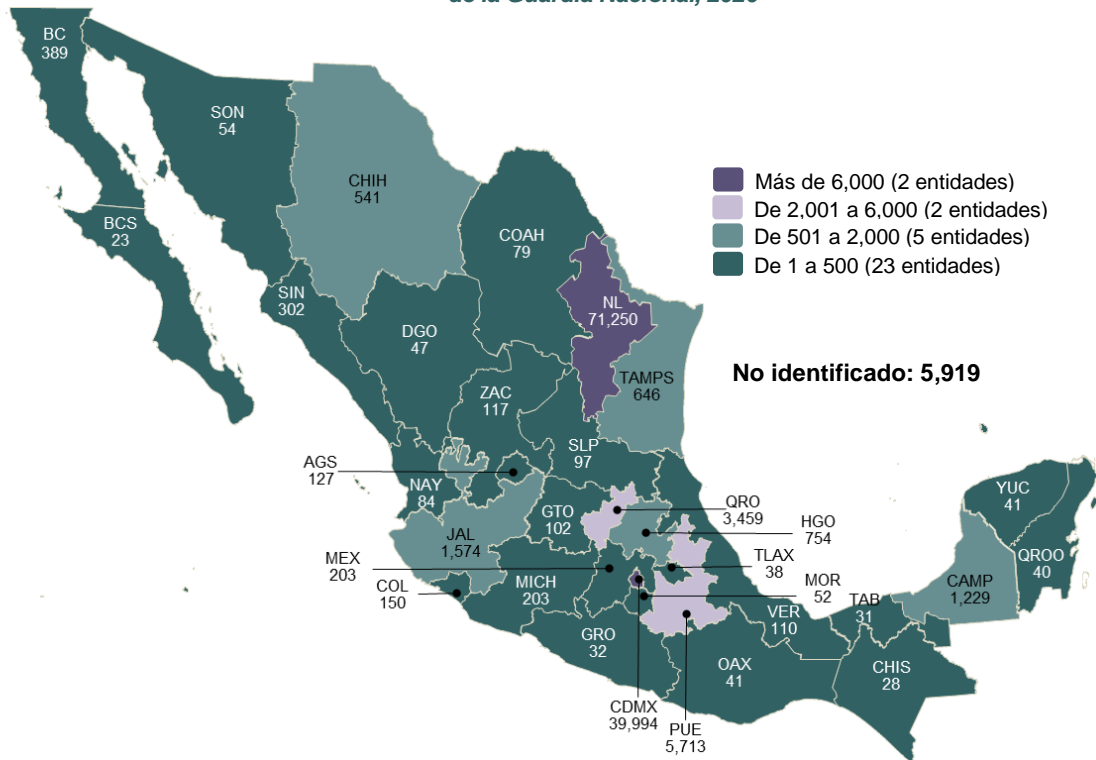 de la Guardia Nacional, 2020
BC
389
SON
54
CHIH
541
BCS
23
COAH
79
SIN
302
DGO
47
NL
71,250
TAMPS
646
ZAC
117
SLP
97
AGS
127
NAY
84
GTO
102
QRO
3,459
HGO
754
JAL
1,574
MEX
203
TLAX
38
COL
150
MICH
203
MOR
52
VER
110
TAB
31
CAMP
1,229
YUC
41
QROO
40
GRO
32
OAX
41
CHIS
28
CDMX
39,994
PUE
5,713
Más de 6,000 (2 entidades)
De 2,001 a 6,000 (2 entidades)
De 501 a 2,000 (5 entidades)
De 1 a 500 (23 entidades)
No identificado: 5,919